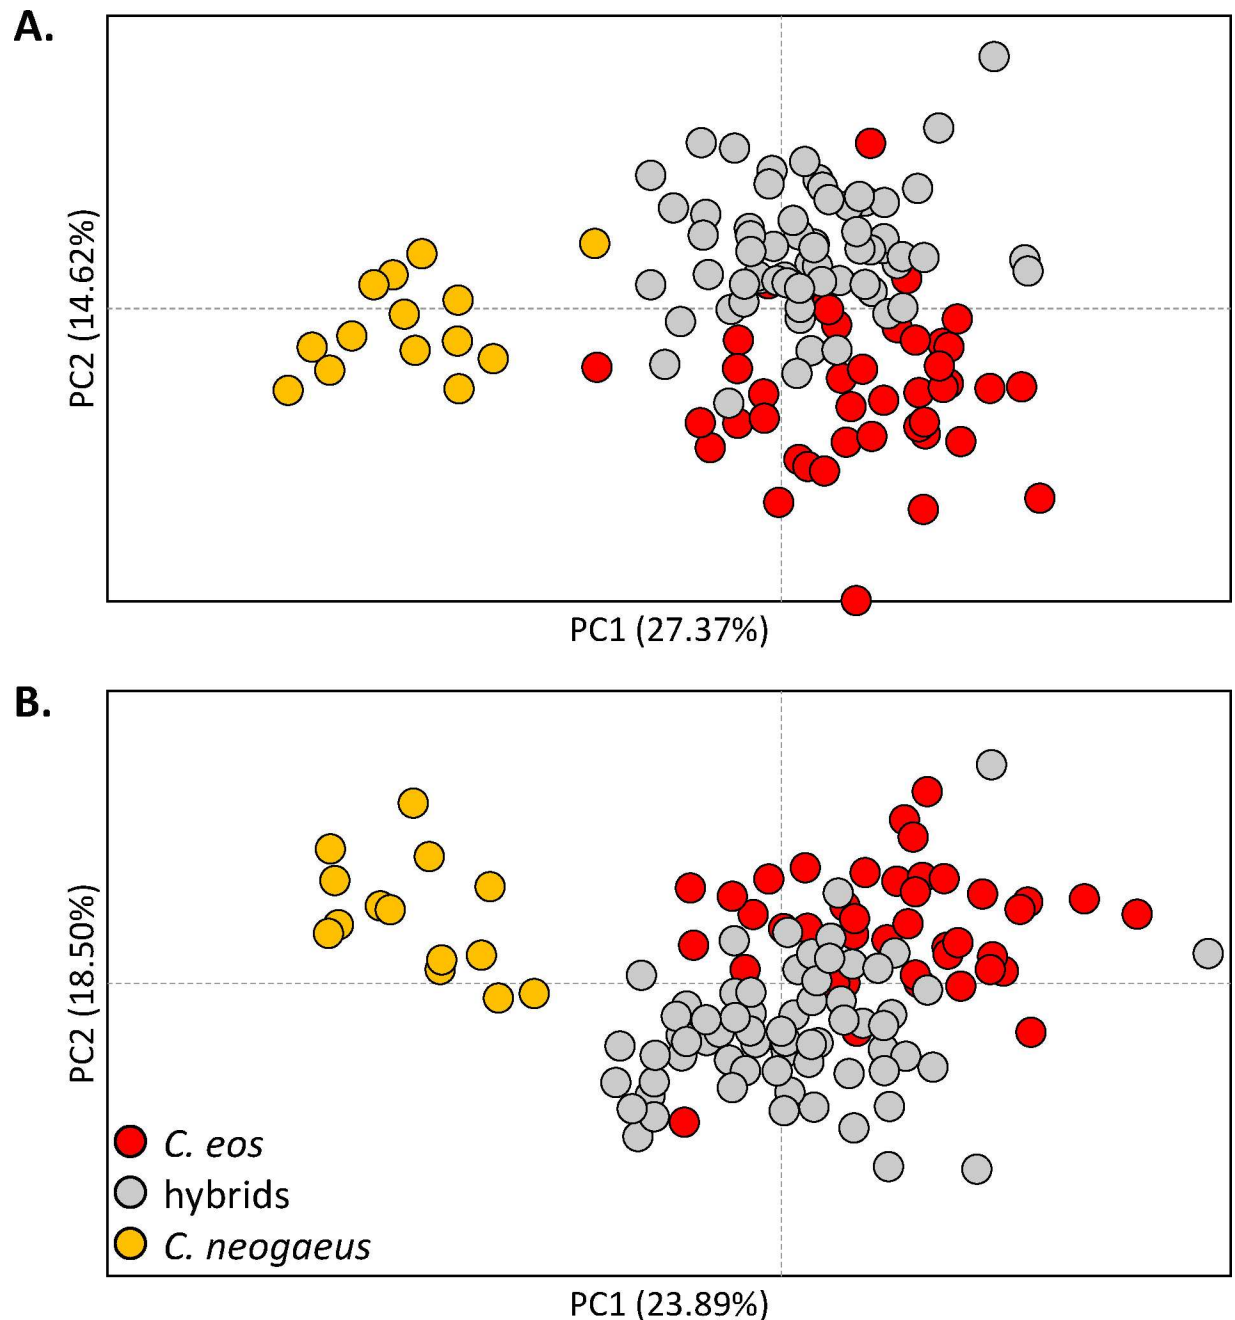 A.
PC2 (14.62%)
PC1 (27.37%)
B.
PC2 (18.50%)
C. eos
hybrids
C. neogaeus
PC1 (23.89%)